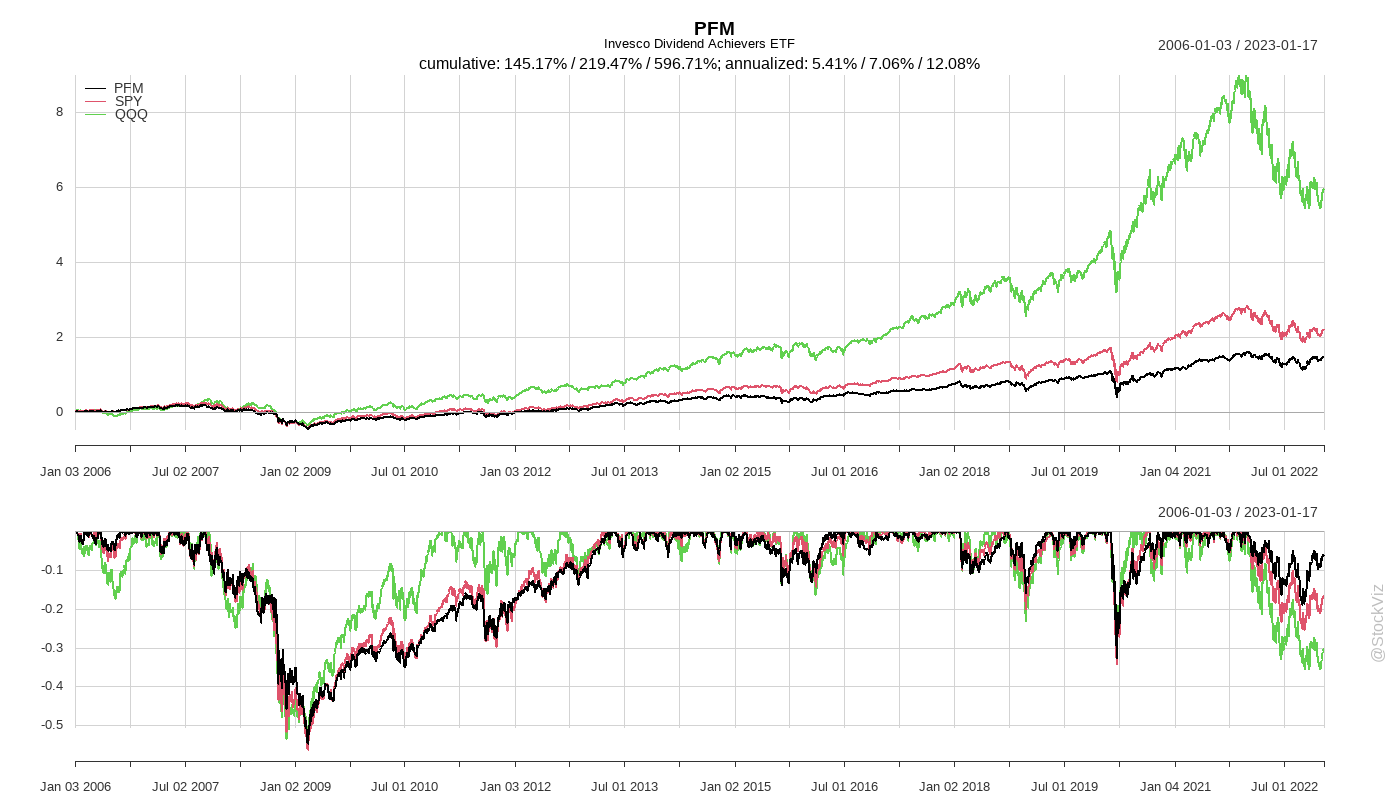 PFM
Invesco Dividend Achievers ETF
2006-01-03 / 2023-01-17
cumulative: 145.17% / 219.47% / 596.71%; annualized: 5.41% / 7.06% / 12.08%
PFM
SPY
QQQ
8
6
4
2
0
Jan 03 2006 Jul 02 2007 Jan 02 2009 Jul 01 2010 Jan 03 2012 Jul 01 2013 Jan 02 2015 Jul 01 2016 Jan 02 2018 Jul 01 2019 Jan 04 2021 Jul 01 2022
2006-01-03 / 2023-01-17
-0.1
-0.2
-0.3
-0.4
-0.5
Jan 03 2006 Jul 02 2007 Jan 02 2009 Jul 01 2010 Jan 03 2012 Jul 01 2013 Jan 02 2015 Jul 01 2016 Jan 02 2018 Jul 01 2019 Jan 04 2021 Jul 01 2022
@StockViz